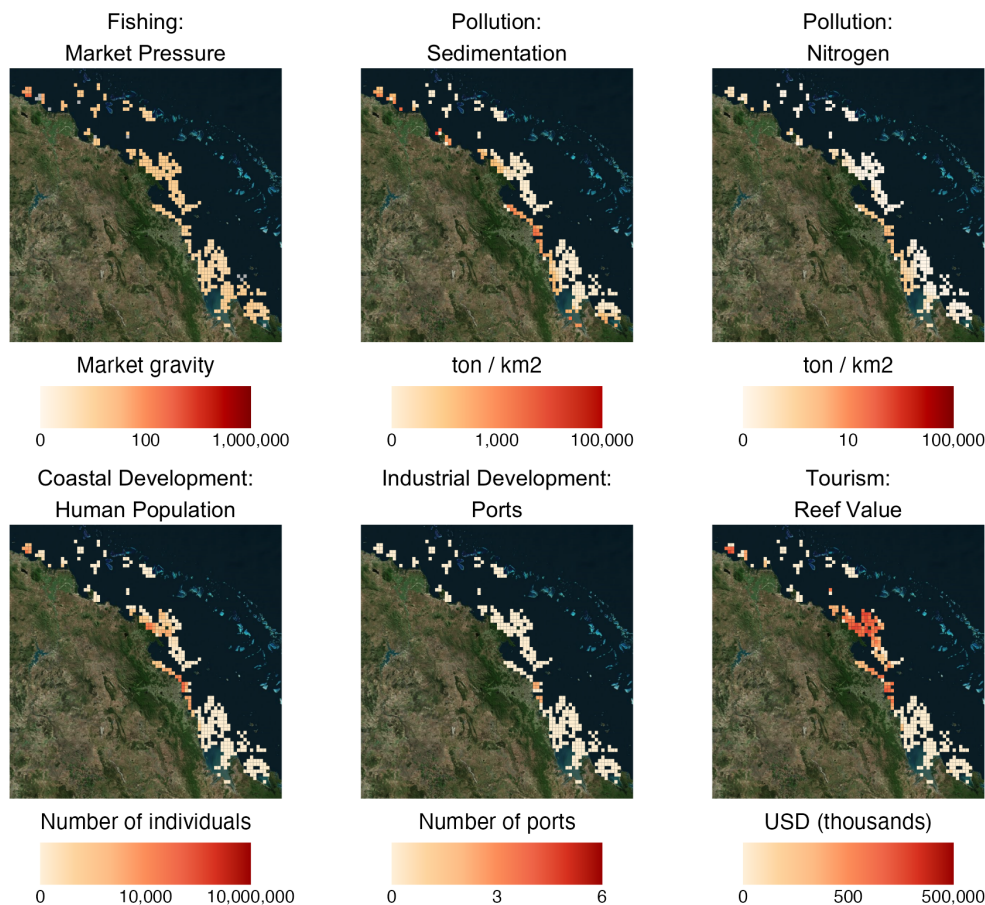 Fishing:
Market Pressure
Pollution:
Sedimentation
Pollution:
Nitrogen
Market gravity
0 100 1,000,000
ton / km2
0 1,000 100,000
ton / km2
0 10 100,000
Coastal Development:
Human Population
Industrial Development:
Ports
Tourism:
Reef Value
Number of individuals
0 10,000 10,000,000
Number of ports
0 3 6
USD (thousands)
0 500 500,000